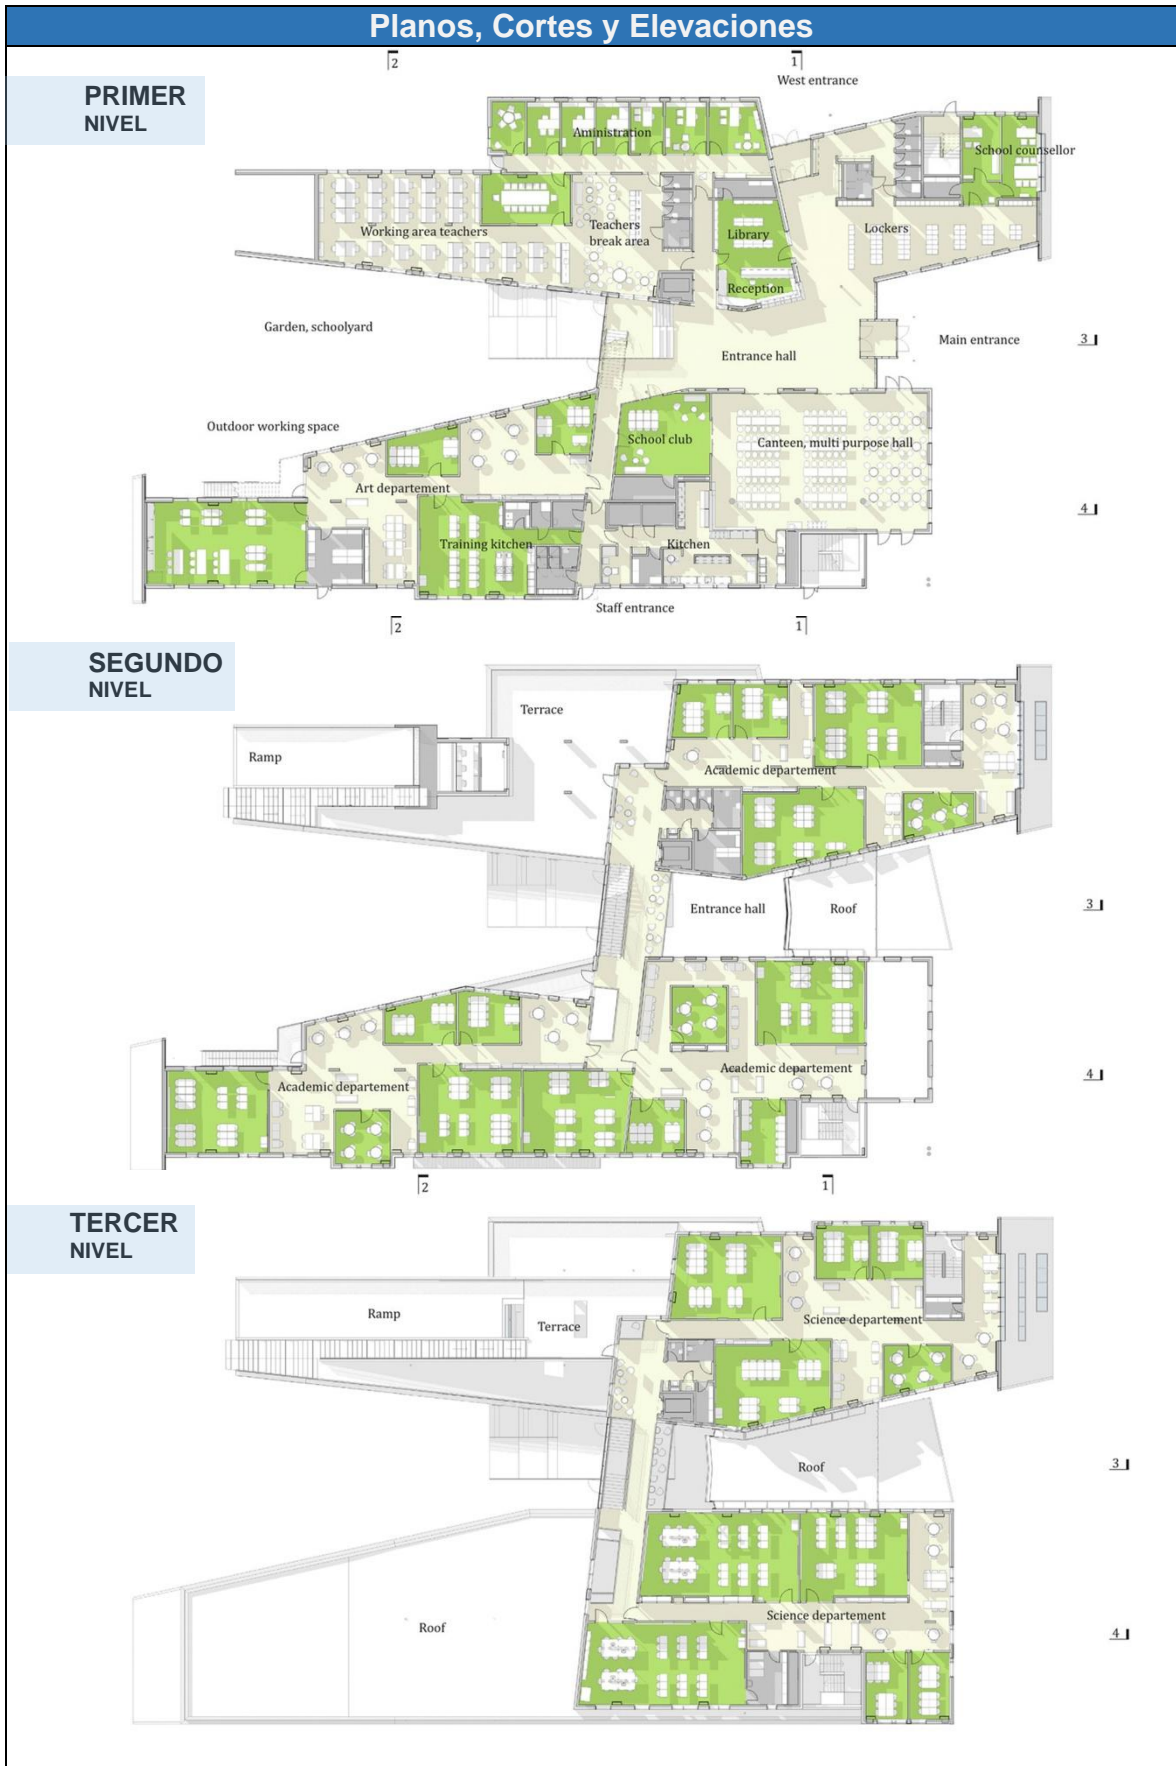 Planos, Cortes y Elevaciones
2
1
West entrance
PRIMER
NIVEL
Aministration
School counsellor
Working area teachers
Teachers
break area
Library
Lockers
Reception
Garden, schoolyard
Entrance hall
Main entrance
3
Outdoor working space
School club
Canteen, multi purpose hall
Art departement
4
Training kitchen
Kitchen
Staff entrance
2
1
SEGUNDO
NIVEL
Terrace
Ramp
Academic departement
Entrance hall
Roof
3
Academic departement
Academic departement
4
2
1
TERCER
NIVEL
Ramp
Terrace
Science departement
Roof
3
Science departement
Roof
4